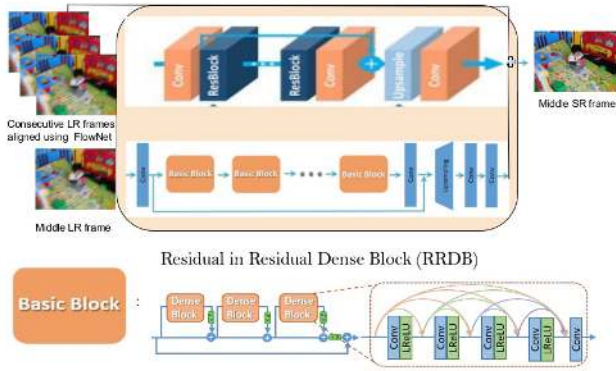 Conv
ResBlock
ResBlock
Conv
Upsample
Conv
Consecutive LR frames
aligned using FlowNet
Middle SR frame
Conv
Basic Block
Basic Block
Basic Block
Conv
Upsampling
Conv
Conv
Middle LR frame
Residual in Residual Dense Block (RRDB)
Basic Block :
Dense
Block
Dense
Block
Dense
Block
Conv
LReLU
Conv
LReLU
Conv
LReLU
Conv
LReLU
Conv